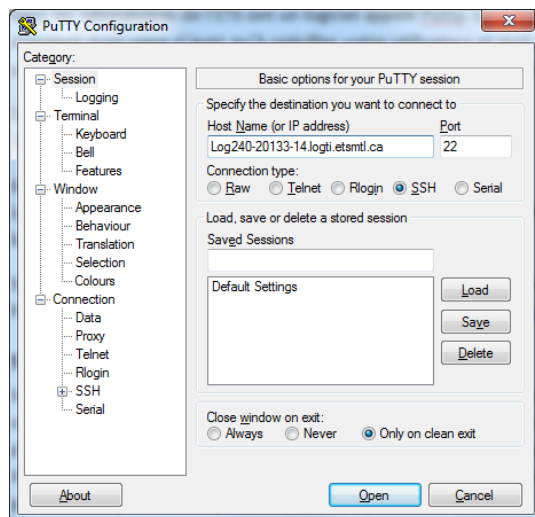 PuTTY Configuration
Category:
Session
Logging
Terminal
Keyboard
Bell
Features
Window
Appearance
Behaviour
Translation
Selection
Colours
Connection
Data
Proxy
Telnet
Rlogin
SSH
Serial
Basic options for your PuTTY session
Specify the destination you want to connect to
Host Name (or IP address) Port
Log240-20133-14.logti.etsmtl.ca 22
Connection type:
Raw Telnet Rlogin SSH Serial
Load, save or delete a stored session
Saved Sessions
Default Settings
Load
Save
Delete
Close window on exit:
Always Never Only on clean exit
About Open Cancel